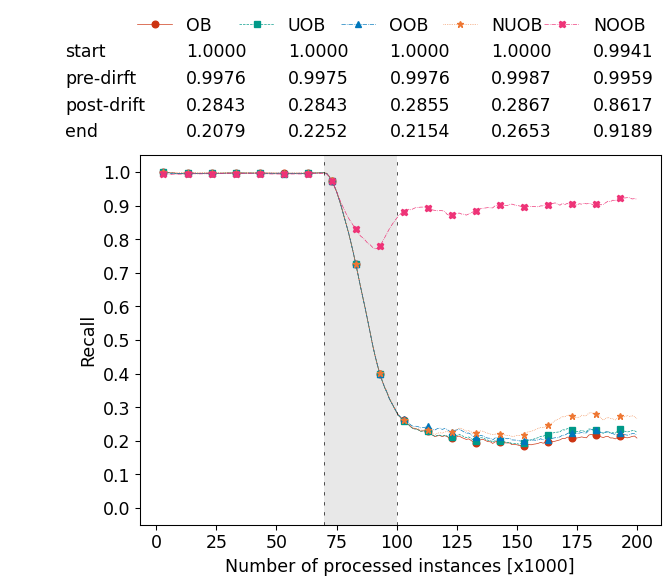 OB UOB OOB NUOB NOOB
start 1.0000 1.0000 1.0000 1.0000 0.9941
pre-dirft 0.9976 0.9975 0.9976 0.9987 0.9959
post-drift 0.2843 0.2843 0.2855 0.2867 0.8617
end 0.2079 0.2252 0.2154 0.2653 0.9189
1.0
0.9
0.8
0.7
0.6
0.5
0.4
0.3
0.2
0.1
0.0
Recall
0 25 50 75 100 125 150 175 200
Number of processed instances [x1000]